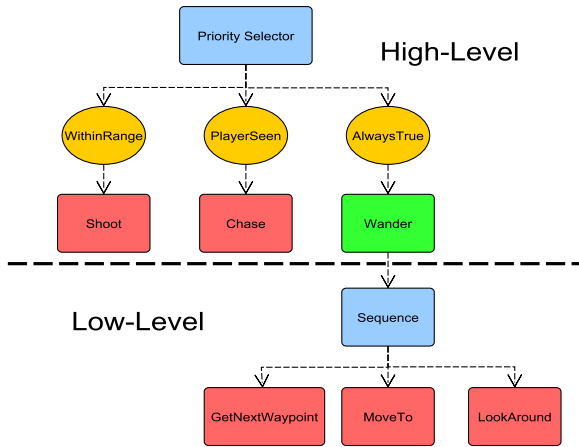 Priority Selector
High-Level
WithinRange
PlayerSeen
AlwaysTrue
Shoot
Chase
Wander
Low-Level
Sequence
GetNextWaypoint
MoveTo
LookAround